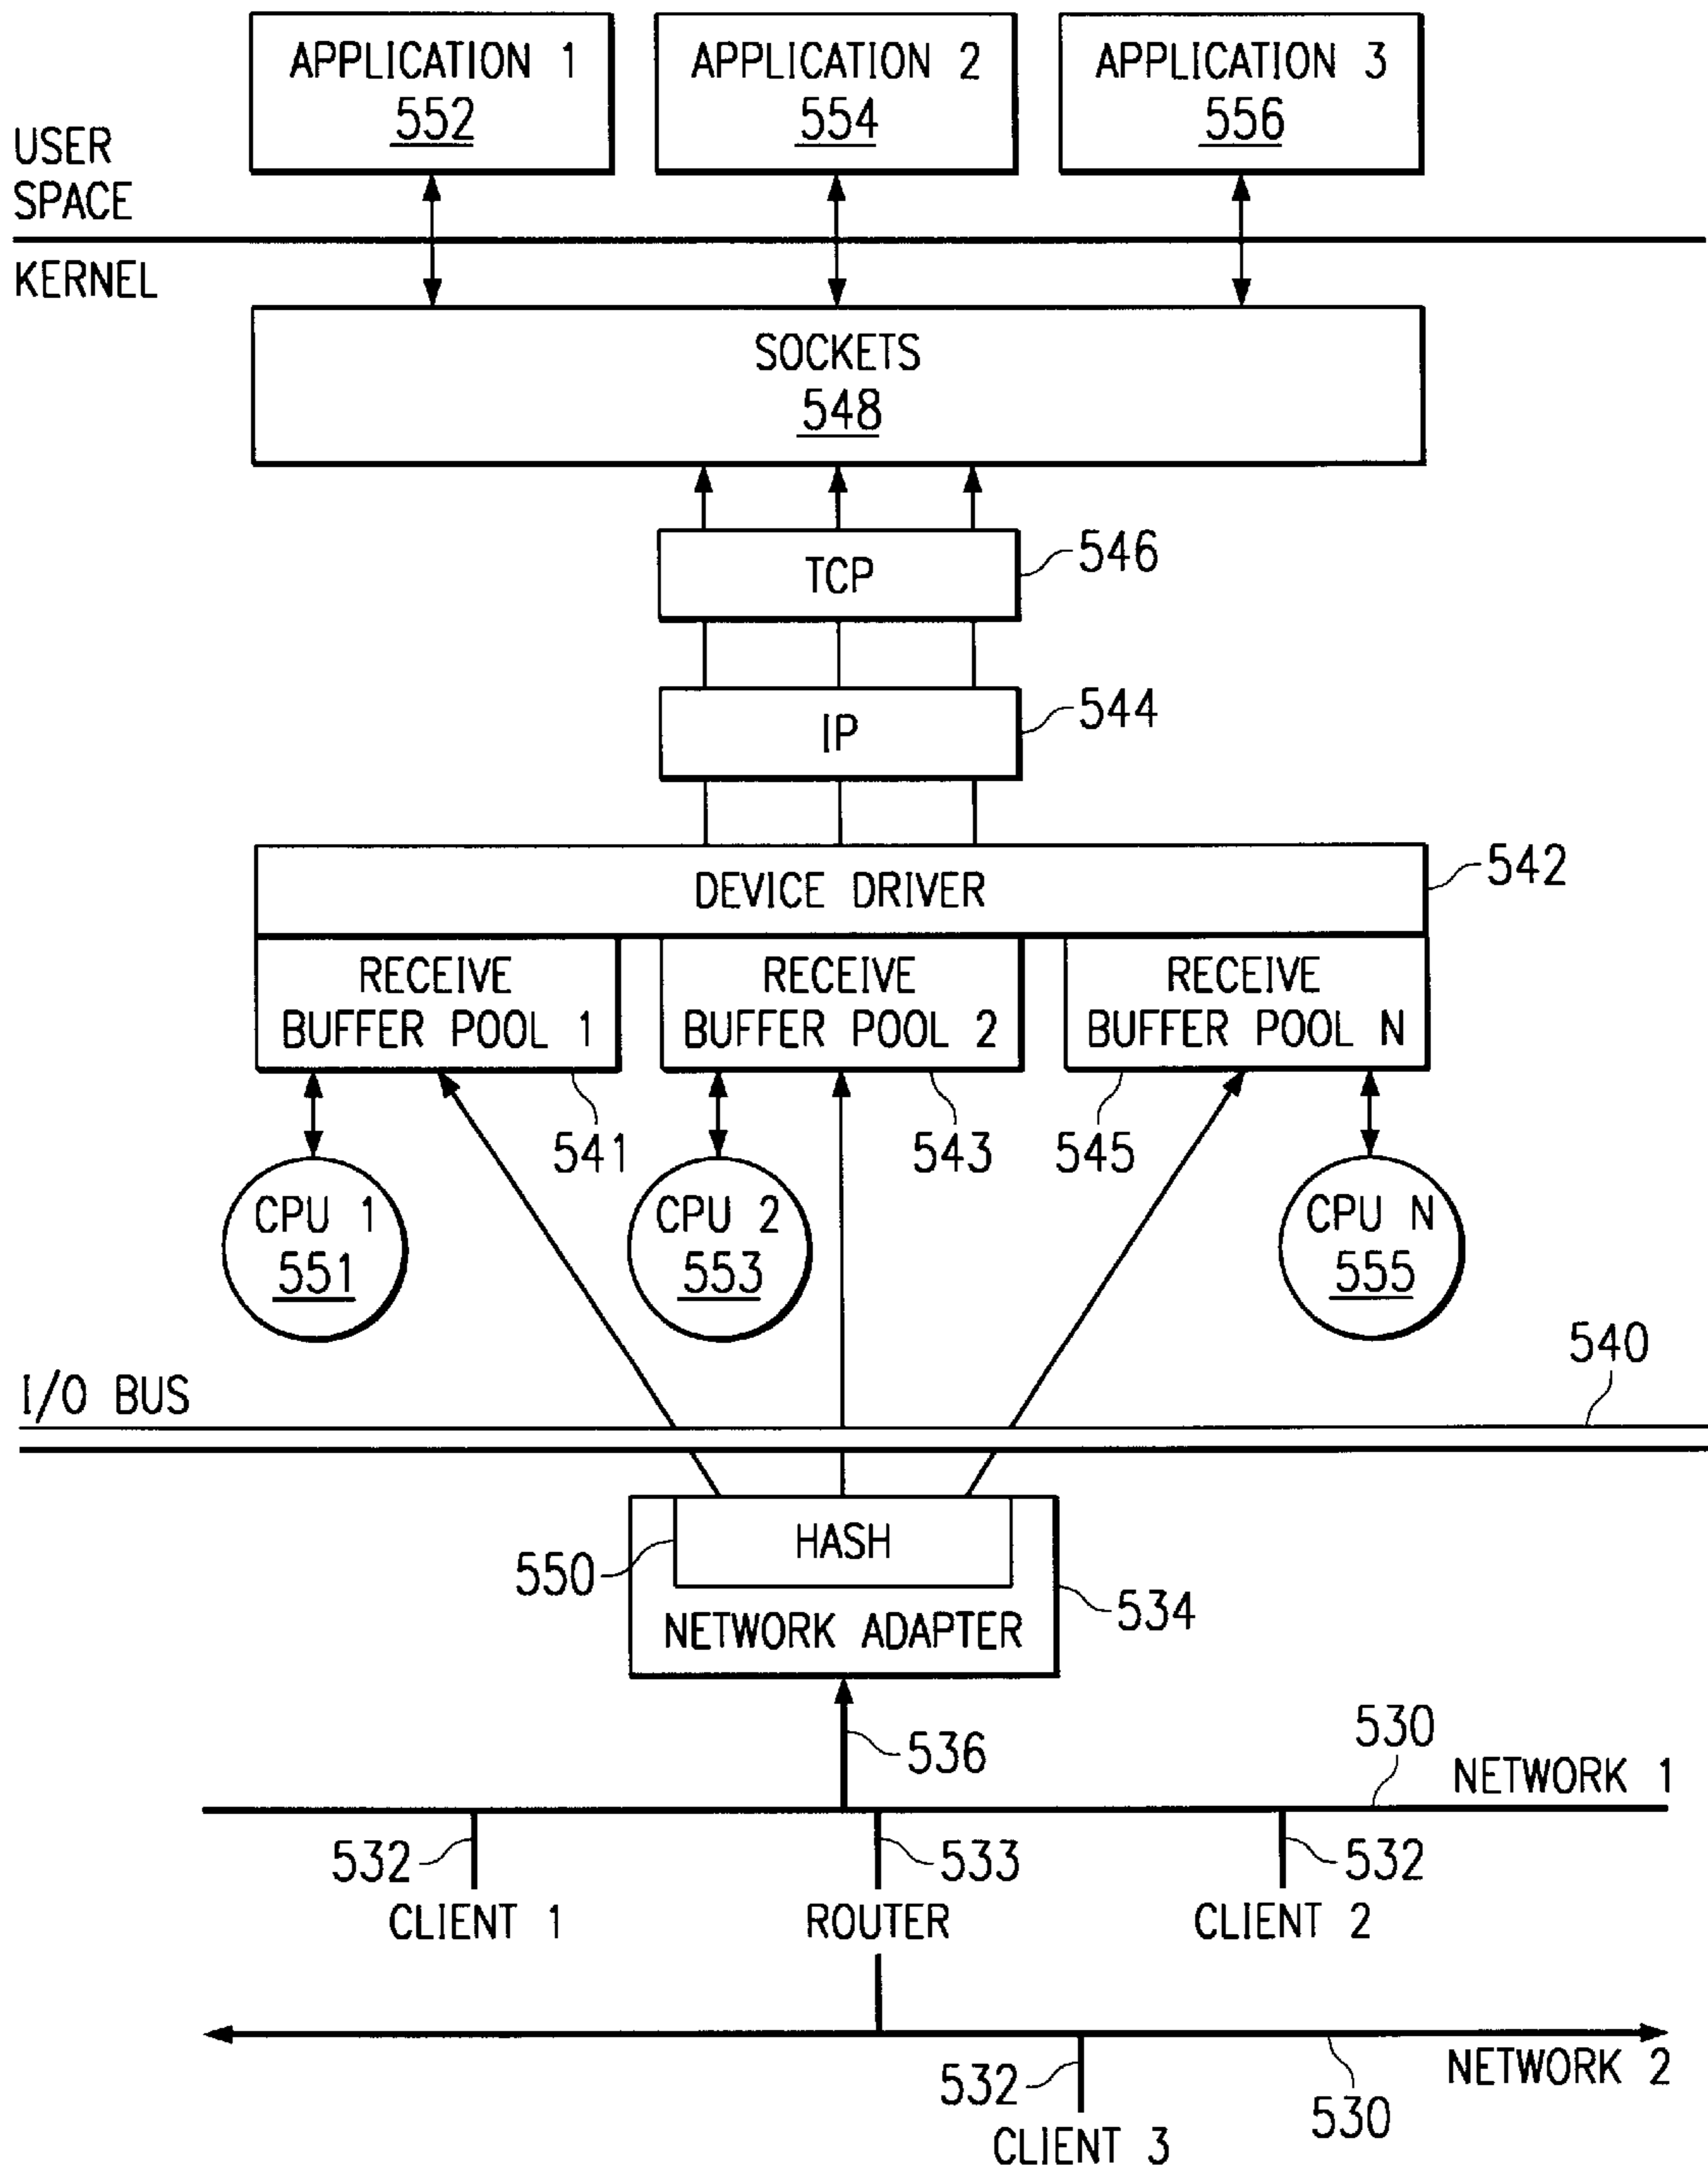 APPLICATION 1
552
APPLICATION 2
554
APPLICATION 3
556
USER
SPACE
KERNEL
SOCKETS
548
TCP
546
IP
544
DEVICE DRIVER
542
RECEIVE
BUFFER POOL 1
RECEIVE
BUFFER POOL 2
RECEIVE
BUFFER POOL N
541
543
545
CPU 1
551
CPU 2
553
CPU N
555
540
I/O BUS
HASH
550
NETWORK ADAPTER
534
536
530
NETWORK 1
532
533
532
CLIENT 1
ROUTER
CLIENT 2
NETWORK 2
532
530
CLIENT 3